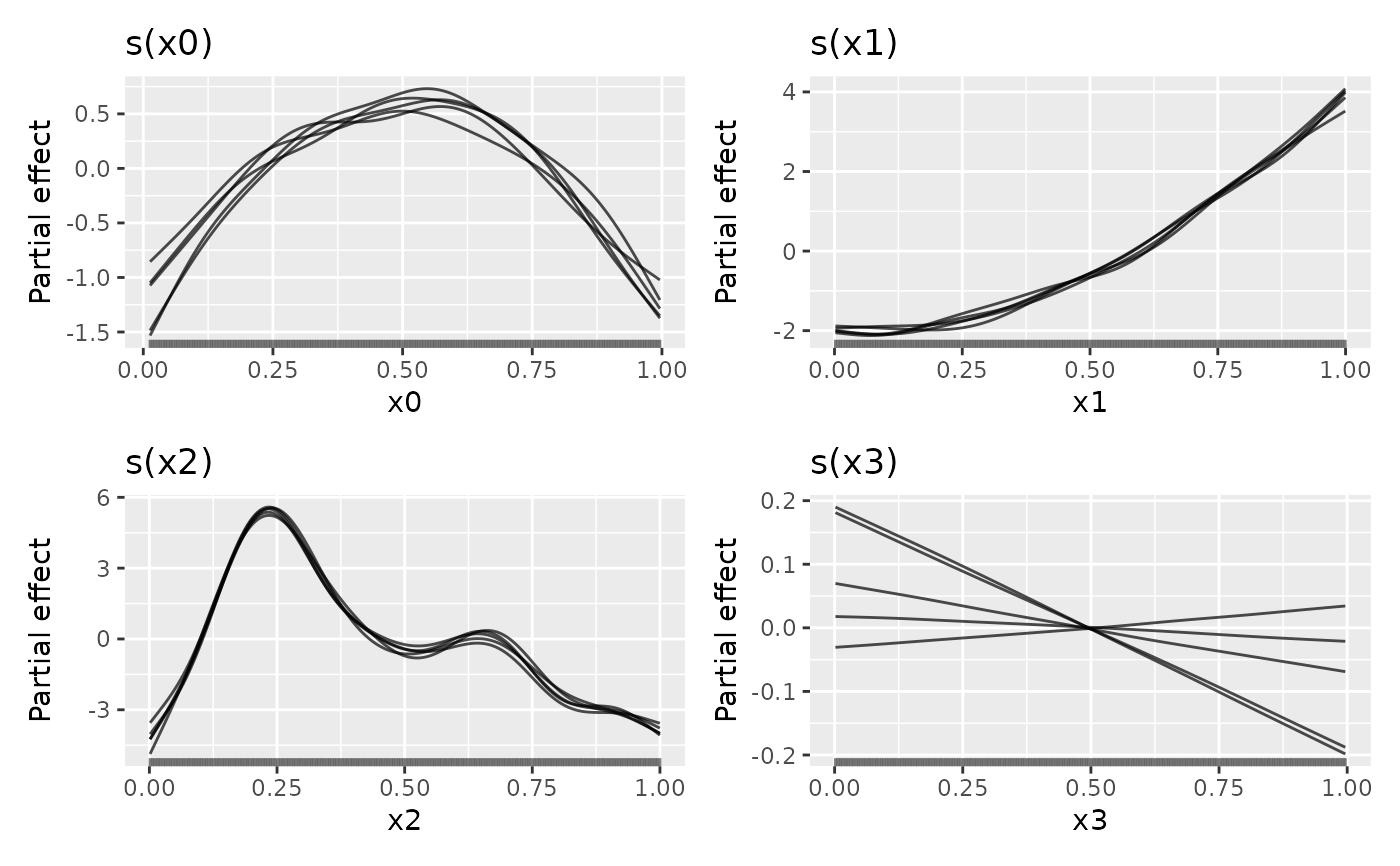 s(x0)
Partial effect
0.5
0.0
-0.5
-1.0
-1.5
0.00 0.25 0.50 0.75 1.00
x0
s(x1)
Partial effect
4
2
0
-2
0.00 0.25 0.50 0.75 1.00
x1
s(x2)
Partial effect
6
3
0
-3
0.00 0.25 0.50 0.75 1.00
x2
s(x3)
Partial effect
0.2
0.1
0.0
-0.1
-0.2
0.00 0.25 0.50 0.75 1.00
x3